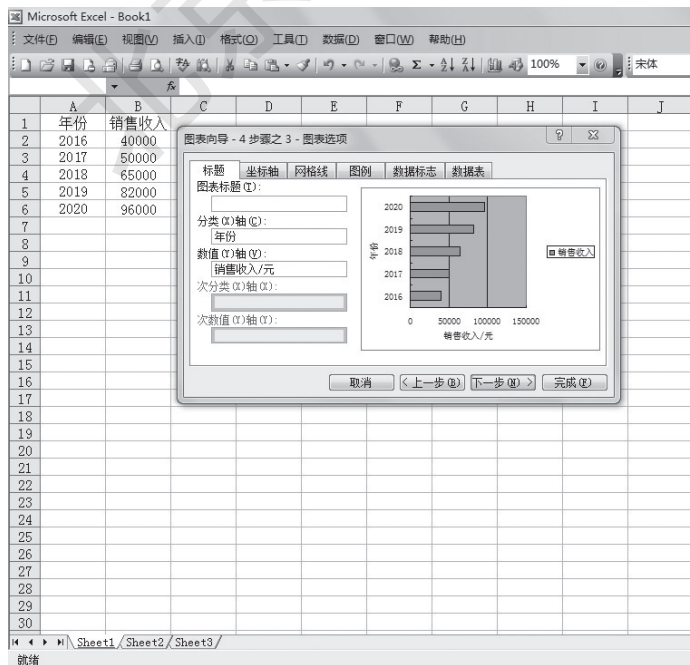 Microsoft Excel - Book1
文件(F) 编辑(E) 视图(V) 插入(I) 格式(O) 工具(T) 数据(D) 窗口(W) 帮助(H)
100% 宋体
fx
A B C D E F G H I J
1 年份 销售收入
2 2016 40000
3 2017 50000
4 2018 65000
5 2019 82000
6 2020 96000
7
8
9
10
11
12
13
14
15
16
17
18
19
20
21
22
23
24
25
26
27
28
29
30
图表向导 - 4 步骤之 3 - 图表选项
标题 坐标轴 网格线 图例 数据标志 数据表
图表标题(T):
分类(X)轴(C):
年份
数值(Y)轴(V):
销售收入/元
次分类(X)轴(X):
次数值(Y)轴(Y):
2020
2019
2018
2017
2016
年份
0 50000 100000 150000
销售收入/元
销售收入
取消 <上一步(B) 下一步(N)> 完成(F)
Sheet1 Sheet2 Sheet3
就绪